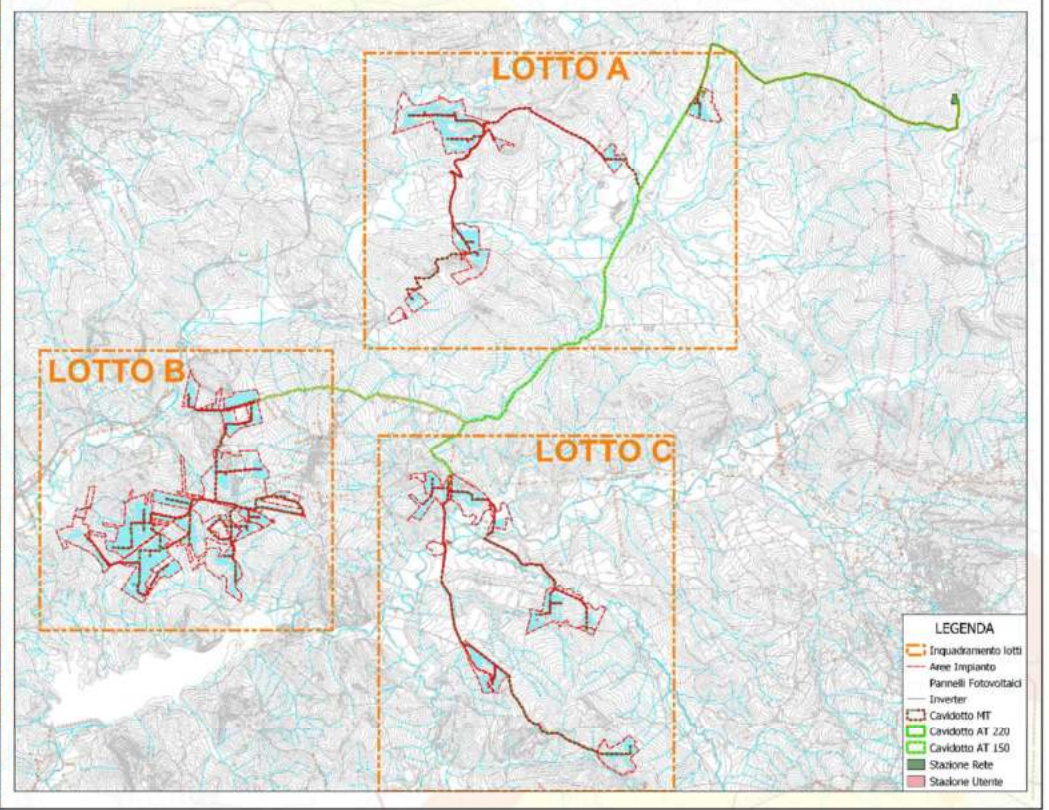 LOTTO A
LOTTO B
LOTTO C
LEGENDA
Inquadramento lotti
Aree Impianto
Pannelli Fotovoltaici
Inverter
Cavidotto MT
Cavidotto AT 220
Cavidotto AT 150
Stazione Rete
Stazione Utente